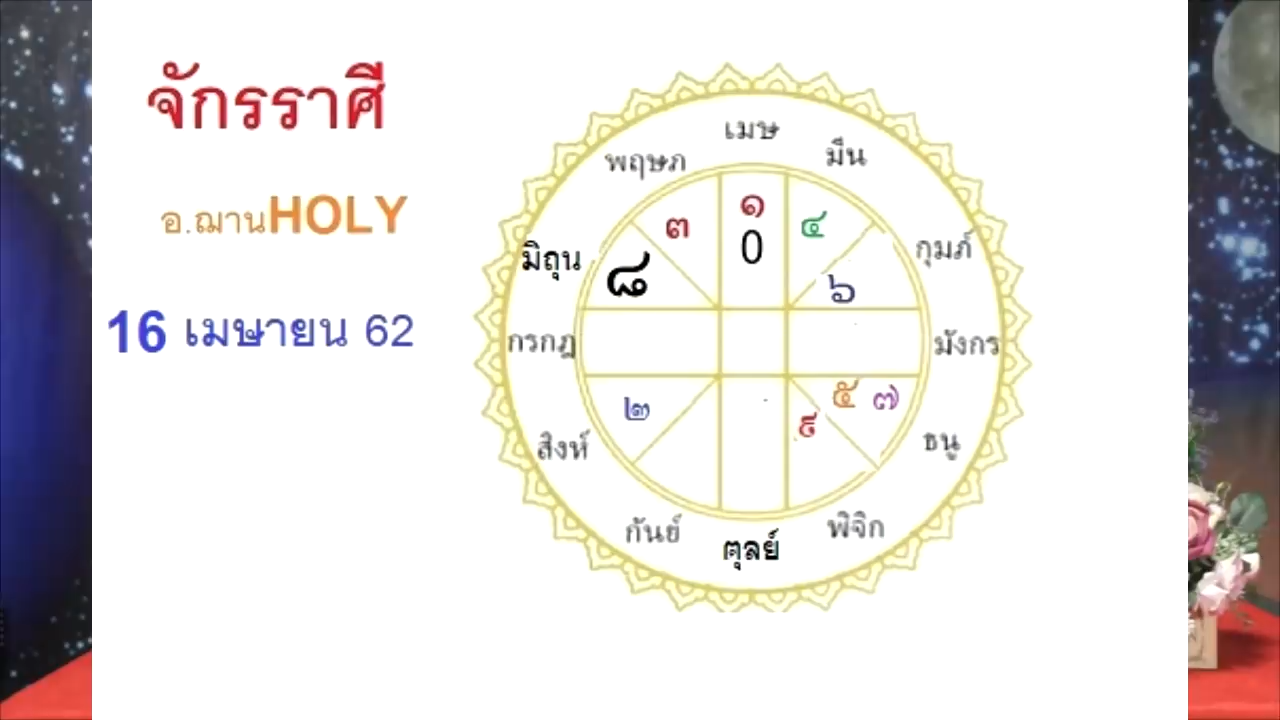 จักรราศี
อ.ฌานHOLY
16 เมษายน 62
เมษ
พฤษภ
มีน
๑
๓
๔
0
มิถุน
กุมภ์
๘
๖
กรกฎ
มังกร
๒
๕ ๗
๙
สิงห์
ธนู
กันย์
พิจิก
ตุลย์